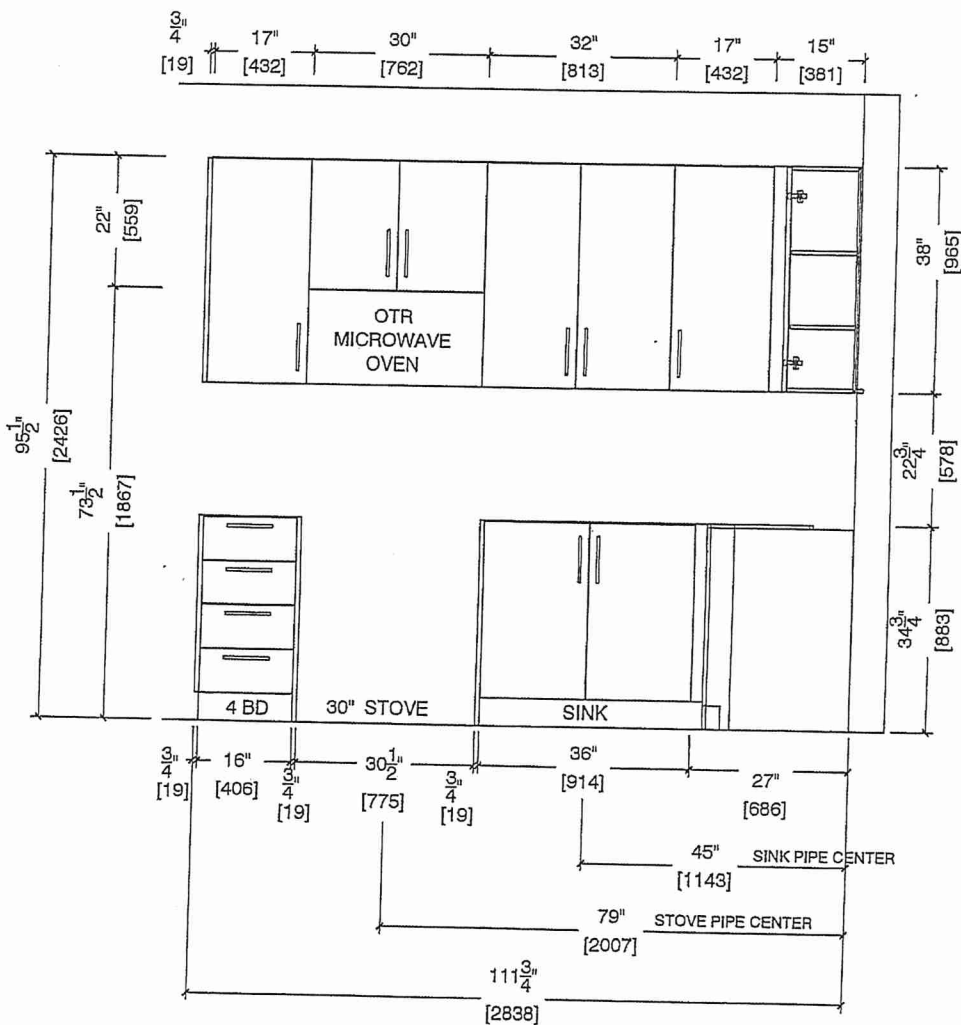 3/4" 17" 30" 32" 17" 15"
[19] [432] [762] [813] [432] [381]
22"
[559]
38"
[965]
OTR
MICROWAVE
OVEN
95 1/2"
[2426]
73 1/2"
[1867]
22 3/4"
[578]
34 3/4"
[883]
4 BD 30" STOVE SINK
3/4" 16" 3/4" 30 1/2" 3/4" 36" 27"
[19] [406] [19] [775] [19] [914] [686]
45" SINK PIPE CENTER
[1143]
79" STOVE PIPE CENTER
[2007]
111 3/4"
[2838]